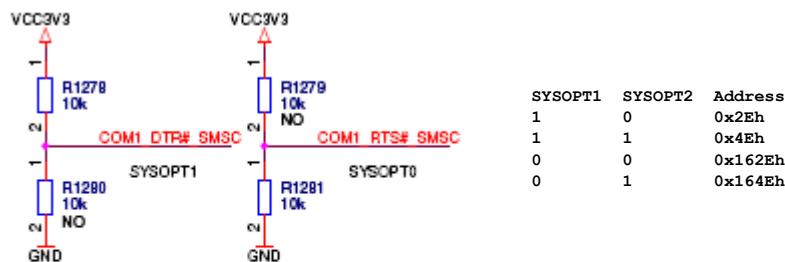 VCC3V3 VCC3V3
1 1
R1278 R1279
10k 10k
2 2 NO
COM1_DTR#_SMSC COM1_RTS#_SMSC
1 SYSOPT1 1 SYSOPT0
R1280 R1281
10k 10k
2 NO 2
GND GND
SYSOPT1 SYSOPT2 Address
1 0 0x2Eh
1 1 0x4Eh
0 0 0x162Eh
0 1 0x164Eh